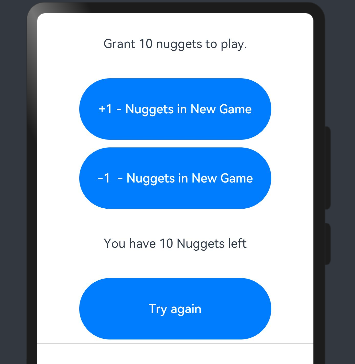 Grant 10 nuggets to play.
+1 - Nuggets in New Game
-1 - Nuggets in New Game
You have 10 Nuggets left
Try again